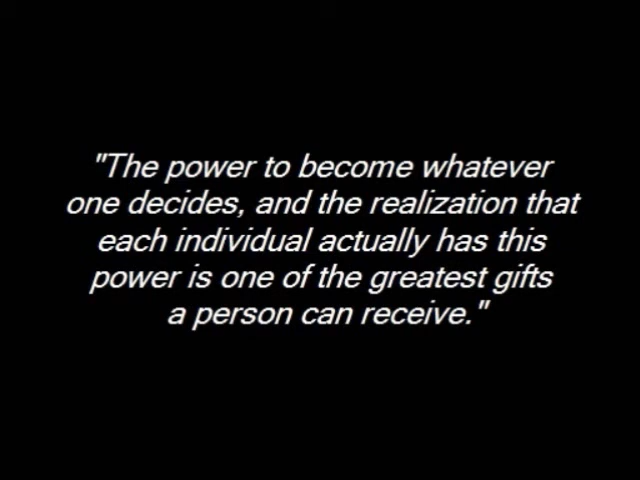 "The power to become whatever
one decides, and the realization that
each individual actually has this
power is one of the greatest gifts
a person can receive."